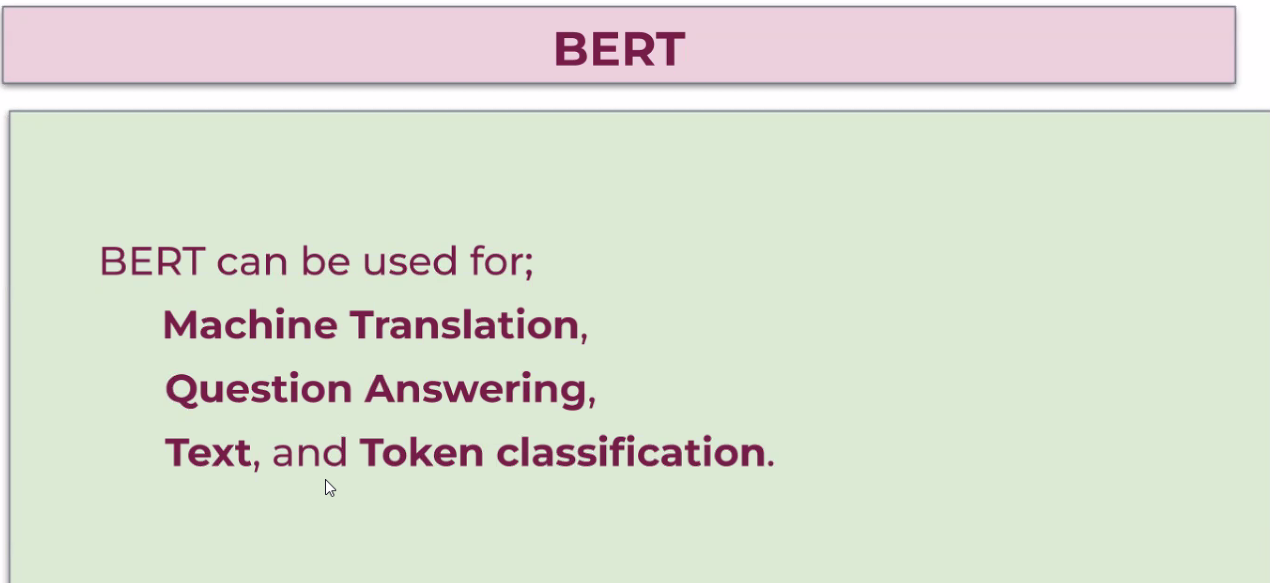 BERT
BERT can be used for;
Machine Translation,
Question Answering,
Text, and Token classification.